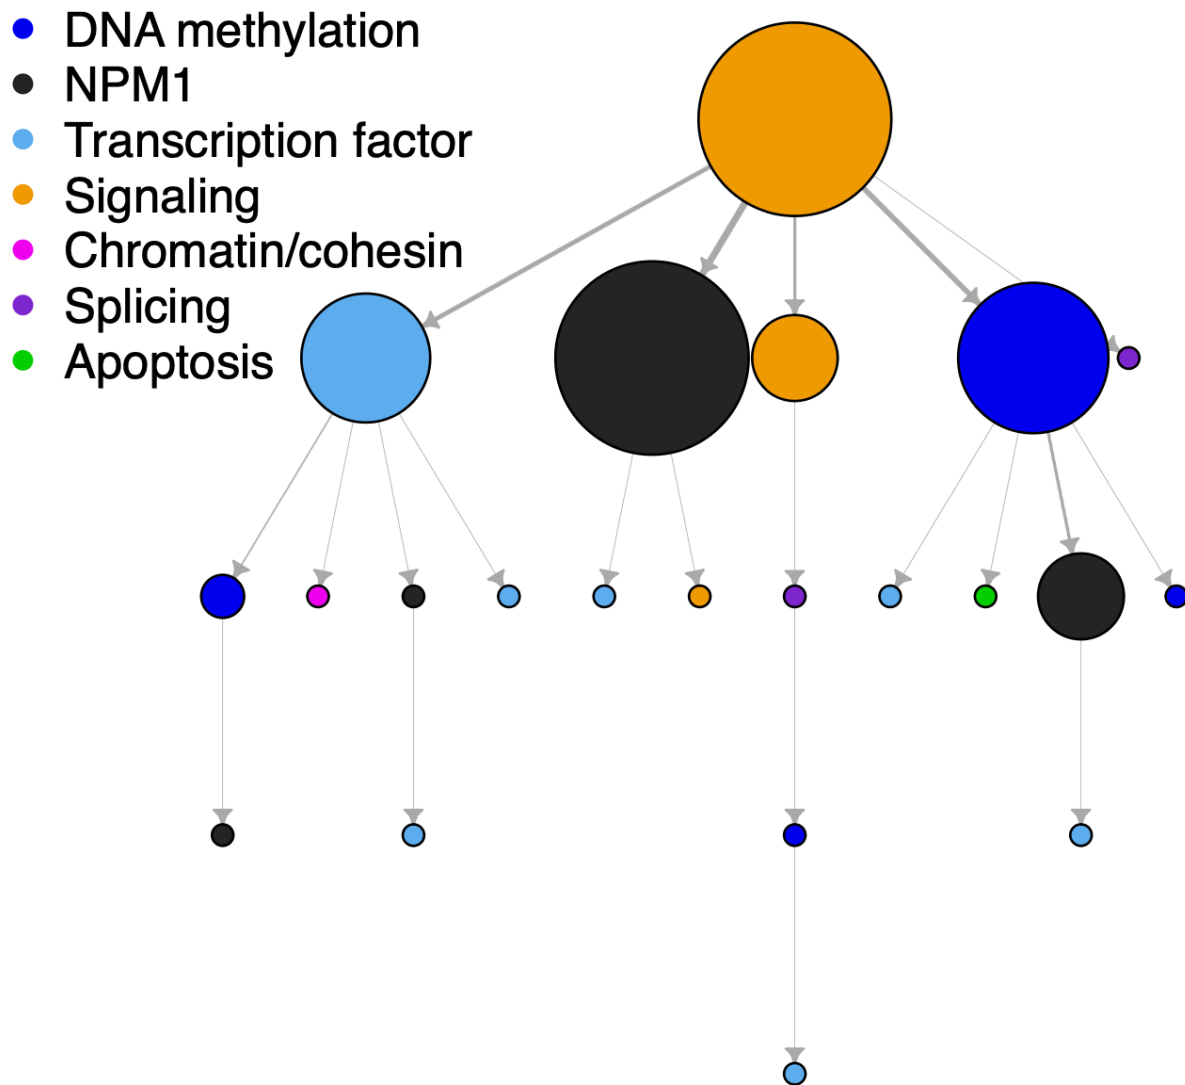 DNA methylation
NPM1
Transcription factor
Signaling
Chromatin/cohesin
Splicing
Apoptosis